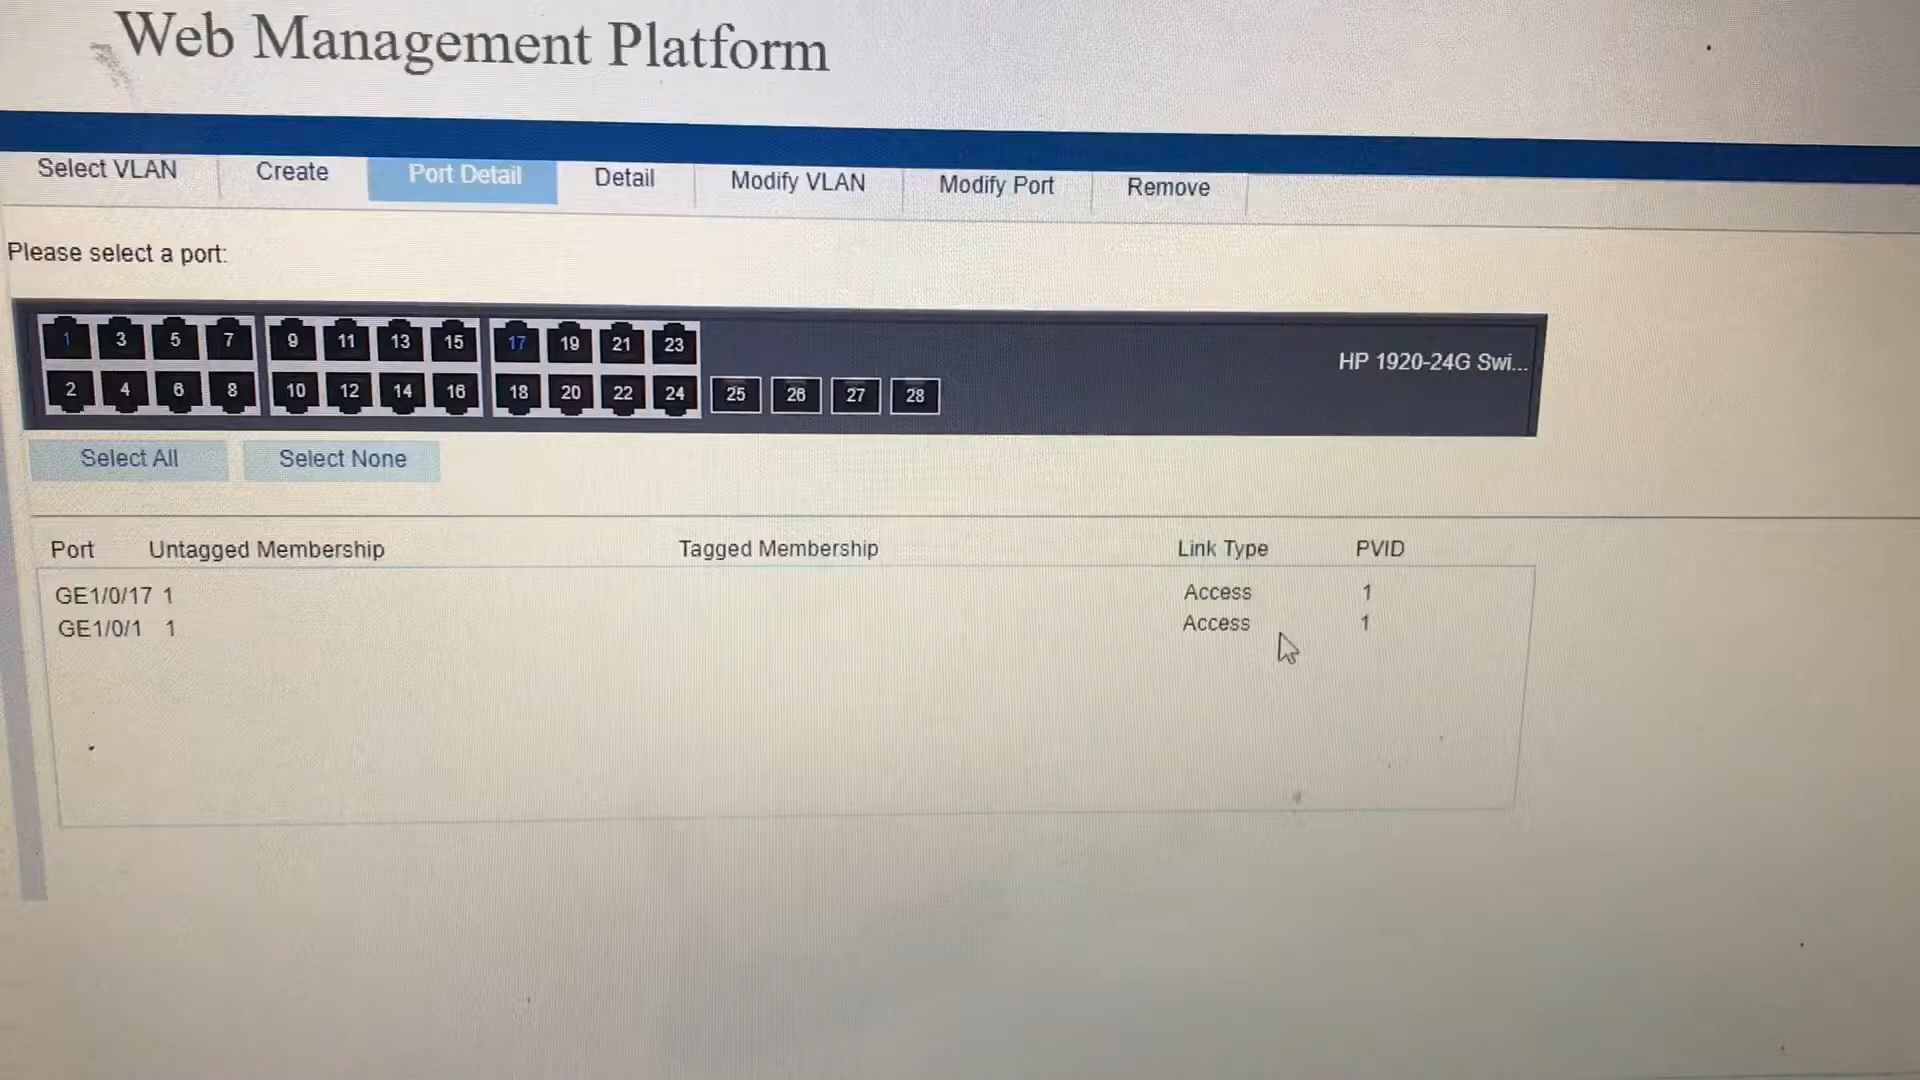 Web Management Platform
Select VLAN Create Port Detail Detail Modify VLAN Modify Port Remove
Please select a port:
1 3 5 7 9 11 13 15 17 19 21 23
HP 1920-24G Swi...
2 4 6 8 10 12 14 16 18 20 22 24 25 26 27 28
Select All Select None
Port Untagged Membership Tagged Membership Link Type PVID
GE1/0/17 1 Access 1
GE1/0/1 1 Access 1